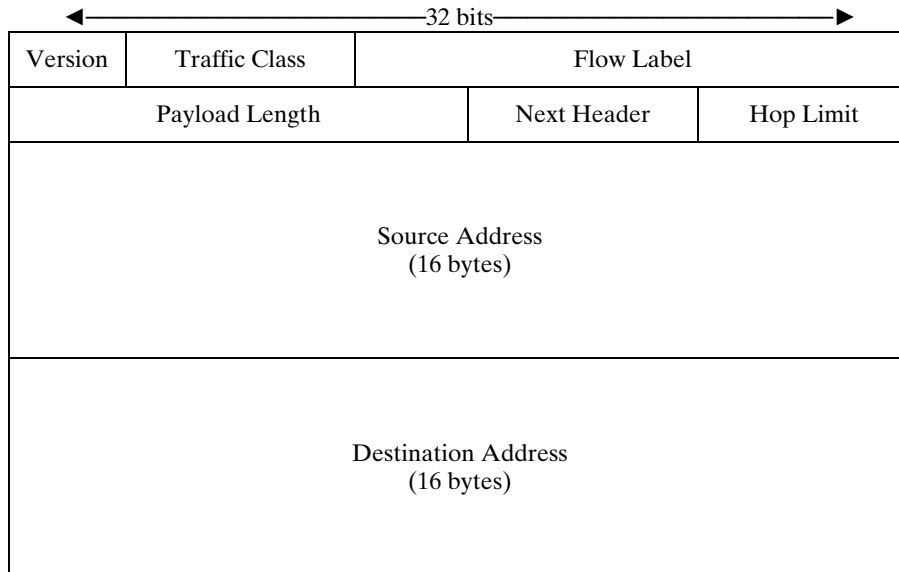 32 bits
Version Traffic Class Flow Label
Payload Length Next Header Hop Limit
Source Address
(16 bytes)
Destination Address
(16 bytes)